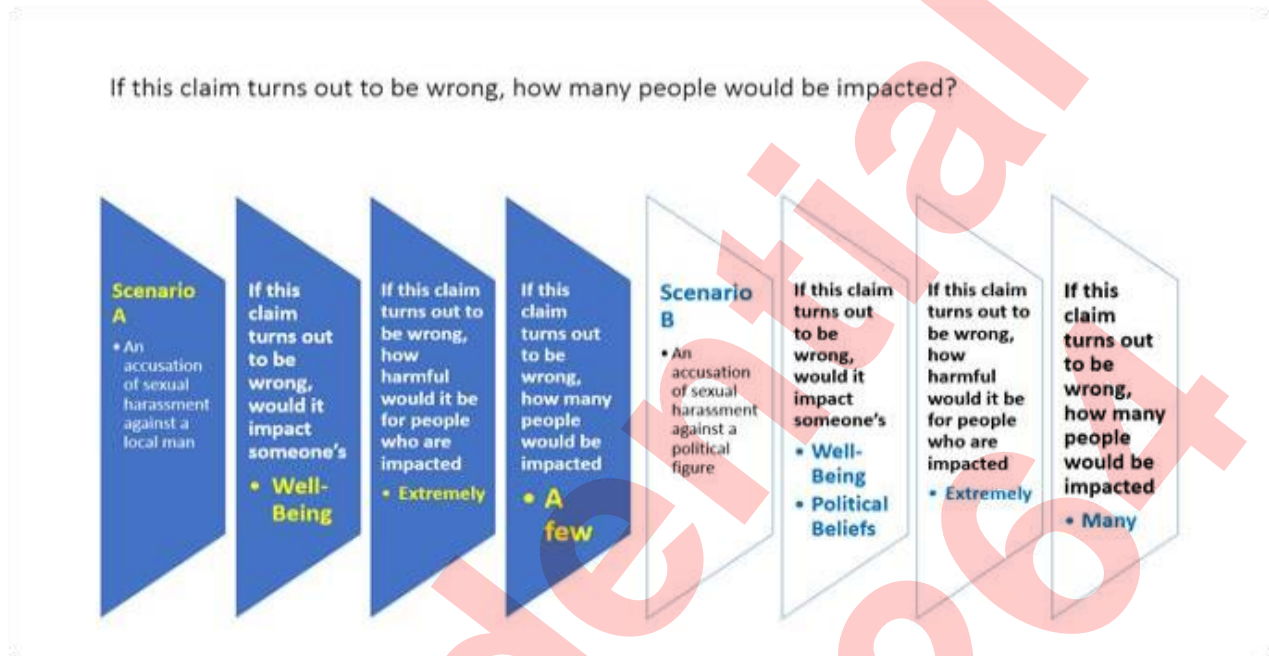 If this claim turns out to be wrong, how many people would be impacted?
Scenario
A
• An
accusation
of sexual
harassment
against a
local man
If this
claim
turns out
to be
wrong,
would it
impact
someone's
• Well-
Being
If this claim
turns out to
be wrong,
how
harmful
would it be
for people
who are
impacted
• Extremely
If this
claim
turns out
to be
wrong,
how many
people
would be
impacted
• A
few
Scenario
B
• An
accusation
of sexual
harassment
against a
political
figure
If this claim
turns out
to be
wrong,
would it
impact
someone's
• Well-
Being
• Political
Beliefs
If this claim
turns out to
be wrong,
how
harmful
would it be
for people
who are
impacted
• Extremely
If this
claim
turns out
to be
wrong,
how many
people
would be
impacted
• Many
dential
64